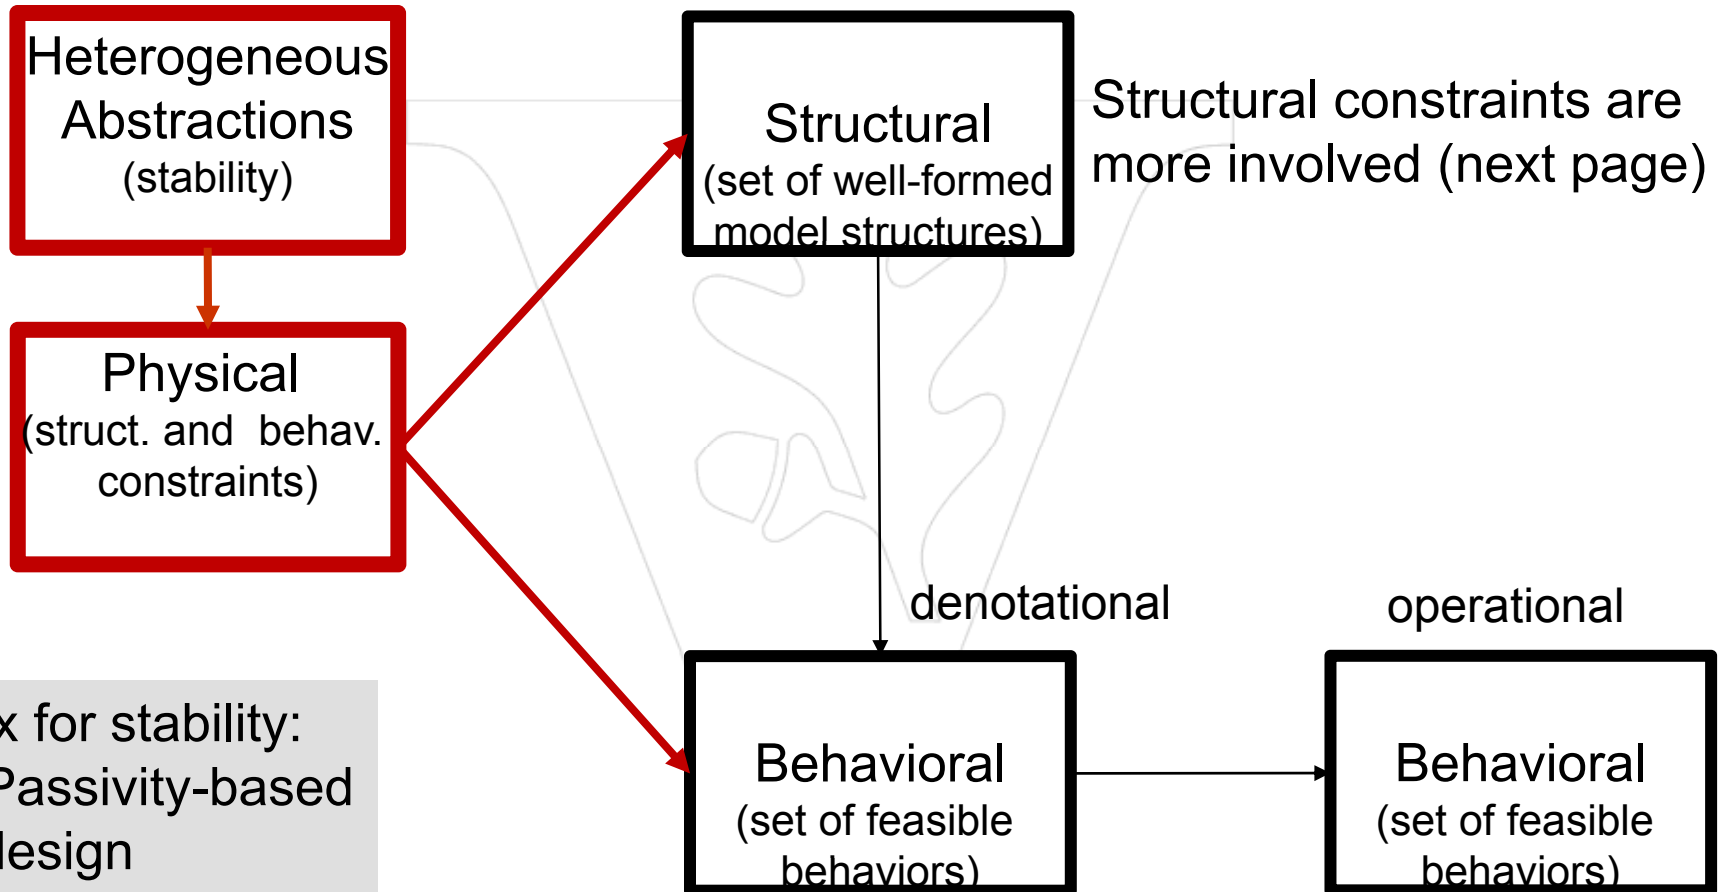 Heterogeneous
Abstractions
(stability)
Structural
(set of well-formed
model structures)
Structural constraints are
more involved (next page)
Physical
(struct. and behav.
constraints)
denotational
operational
x for stability:
Passivity-based
design
Behavioral
(set of feasible
behaviors)
Behavioral
(set of feasible
behaviors)